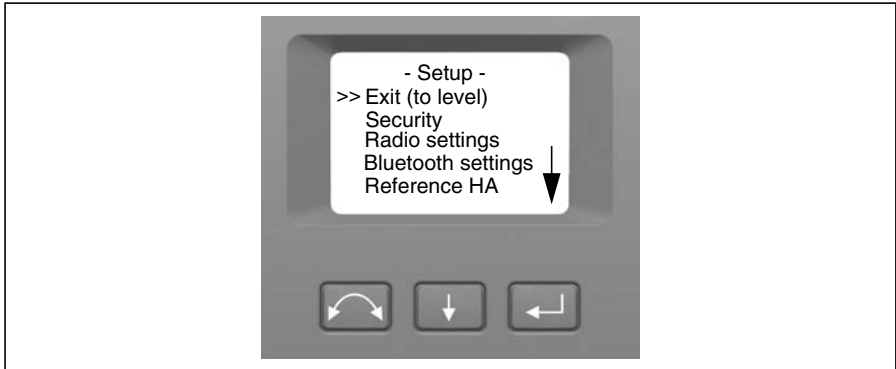 - Setup -
>> Exit (to level)
Security
Radio settings
Bluetooth settings
Reference HA